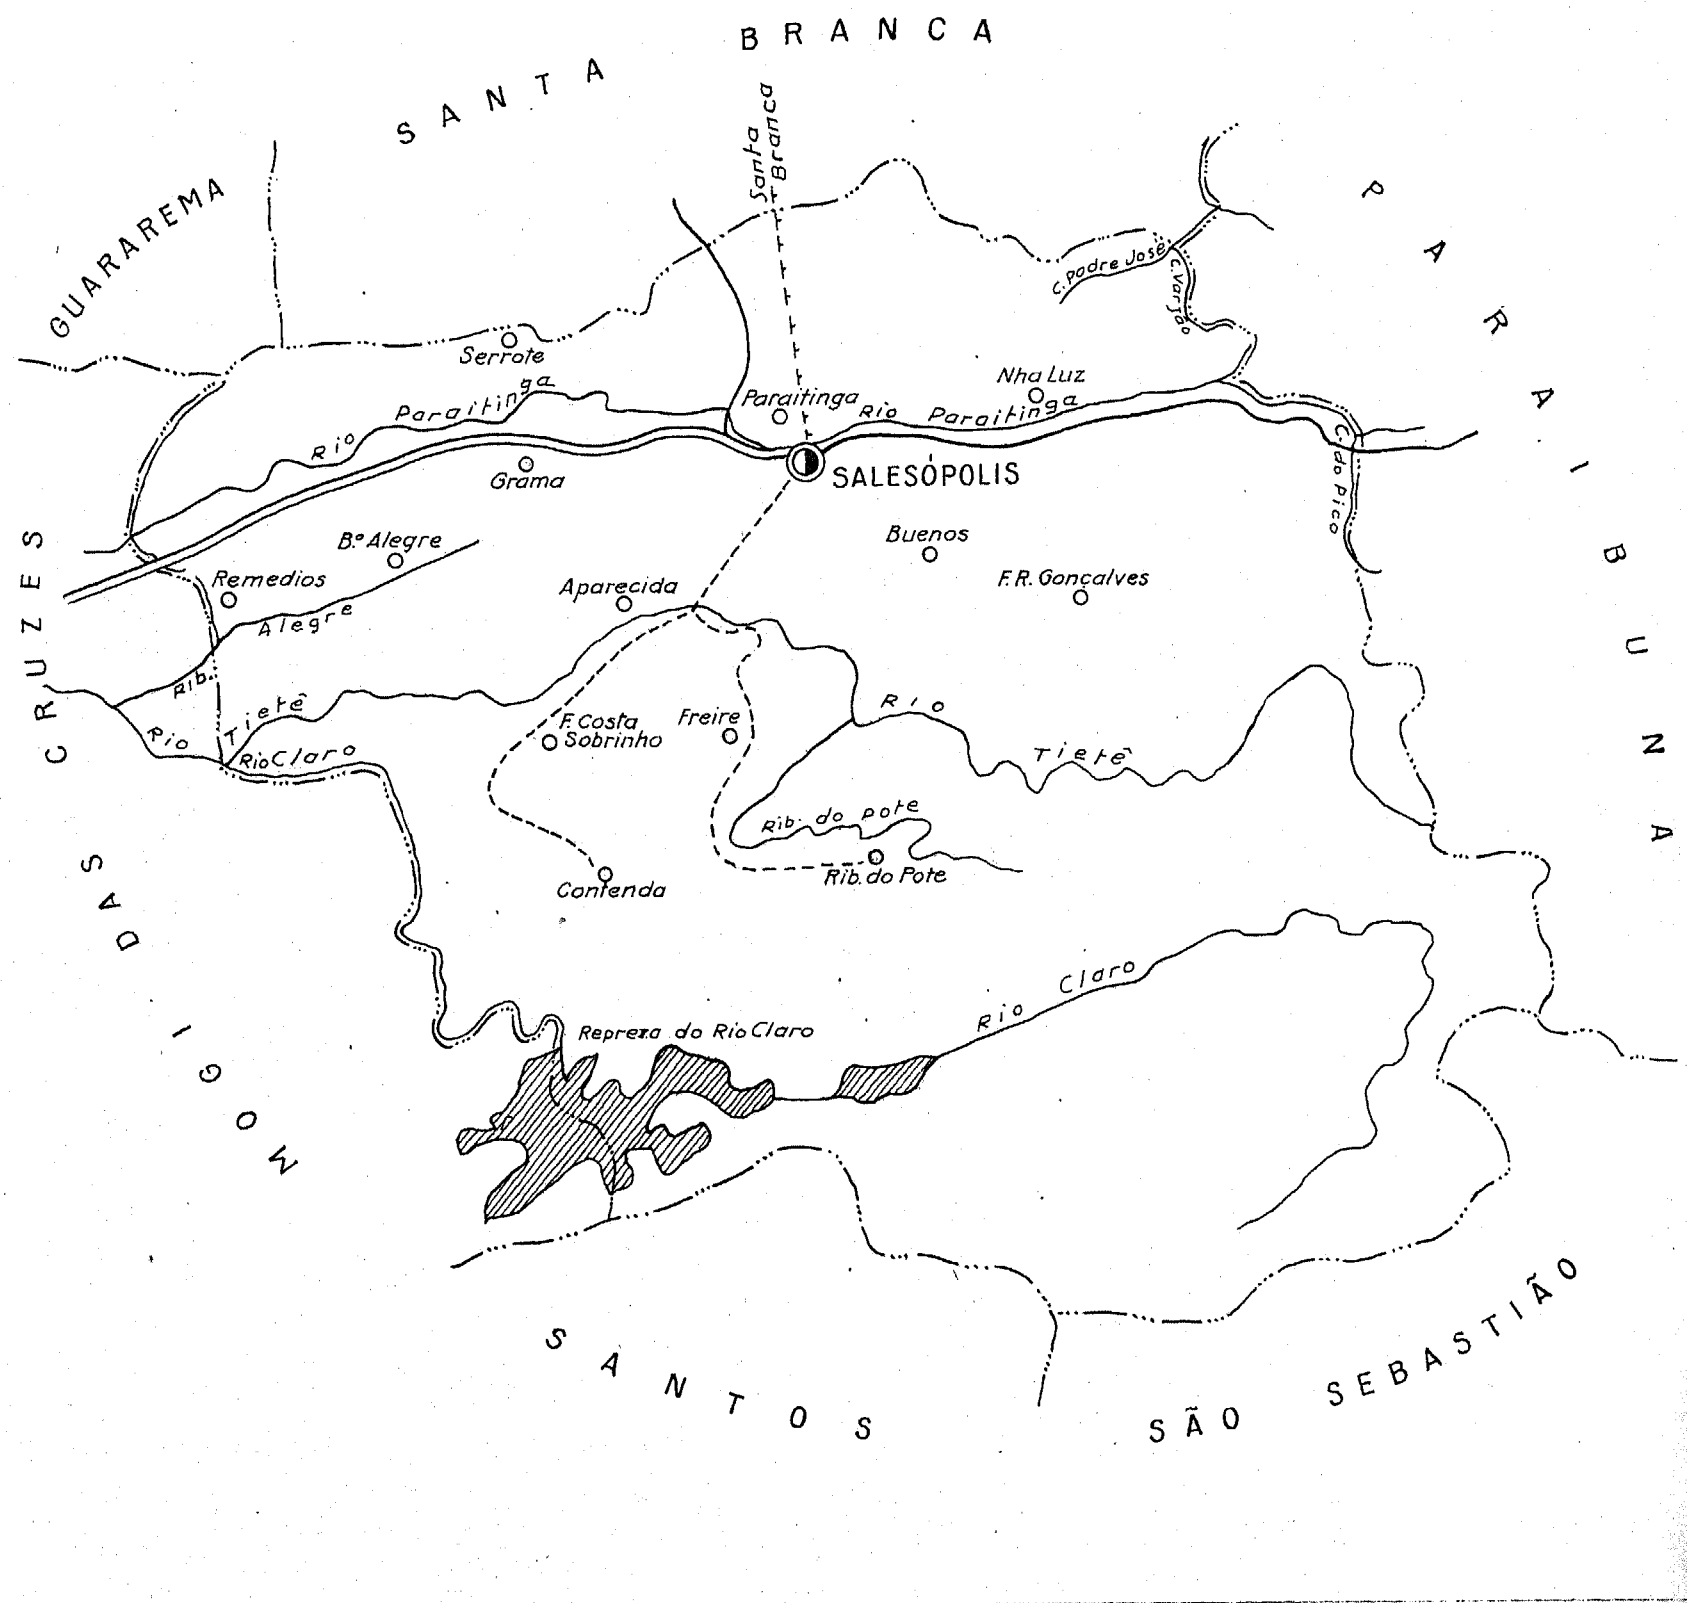 SANTA BRANCA
GUARAREMA
PARAIBUNA
Santa
Branca
C. Padre José
C. Varjão
Serrote
Rio Paraitinga
Paraitinga
Nha Luz
Rio Paraitinga
SALESÓPOLIS
Grama
C. do Pico
Bº Alegre
Buenos
Remedios
Aparecida
F.R. Gonçalves
Rib. Alegre
MOGI DAS CRUZES
Rio
Tietê
Rio Claro
F. Costa
Sobrinho
Freire
Rio Tietê
Rib. do pote
Rib. do Pote
Contenda
Rio Claro
Repreza do Rio Claro
SANTOS
SÃO SEBASTIÃO